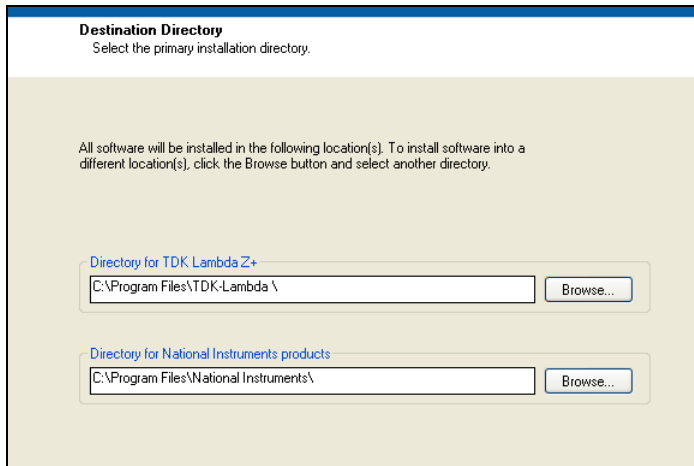 Destination Directory
Select the primary installation directory.
All software will be installed in the following location(s). To install software into a
different location(s), click the Browse button and select another directory.
Directory for TDK Lambda Z+
C:\Program Files\TDK-Lambda \
Browse...
Directory for National Instruments products
C:\Program Files\National Instruments\
Browse...